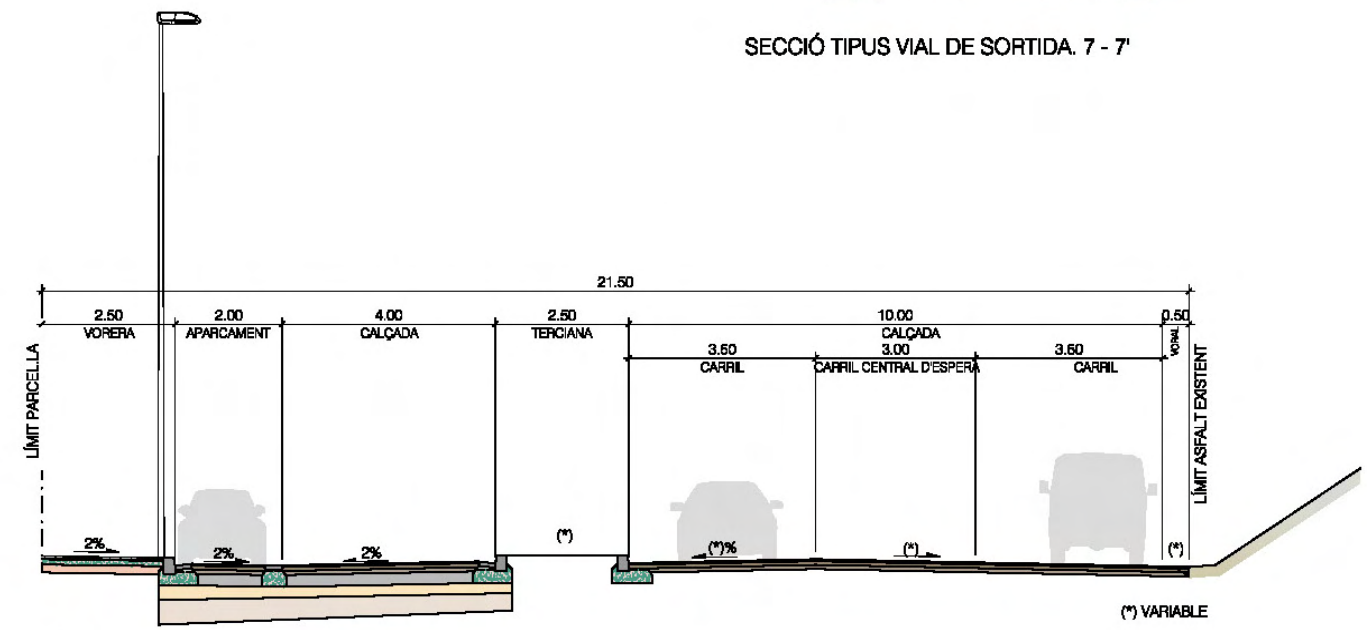 SECCIÓ TIPUS VIAL DE SORTIDA. 7 - 7'
21.50
2.50 2.00 4.00 2.50 10.00 0.50
VORERA APARCAMENT CALÇADA TERCIANA CALÇADA VORAL
3.50 3.00 3.50
CARRIL CARRIL CENTRAL D'ESPERA CARRIL
LÍMIT PARCEL.LA
LÍMIT ASFALT EXISTENT
2% 2% 2% (*) (*)% (*) (*)
(*) VARIABLE